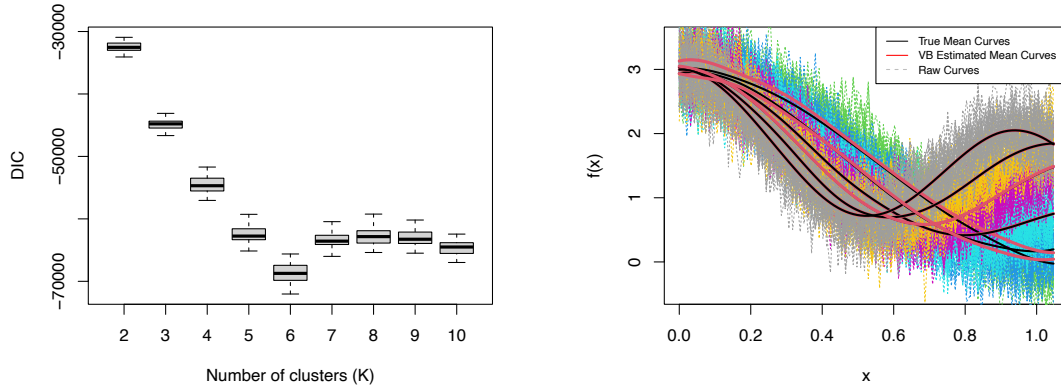 −30000
−50000
−70000
DIC
2 3 4 5 6 7 8 9 10
Number of clusters (K)
True Mean Curves
VB Estimated Mean Curves
Raw Curves
3
2
1
0
f(x)
0.0 0.2 0.4 0.6 0.8 1.0
x